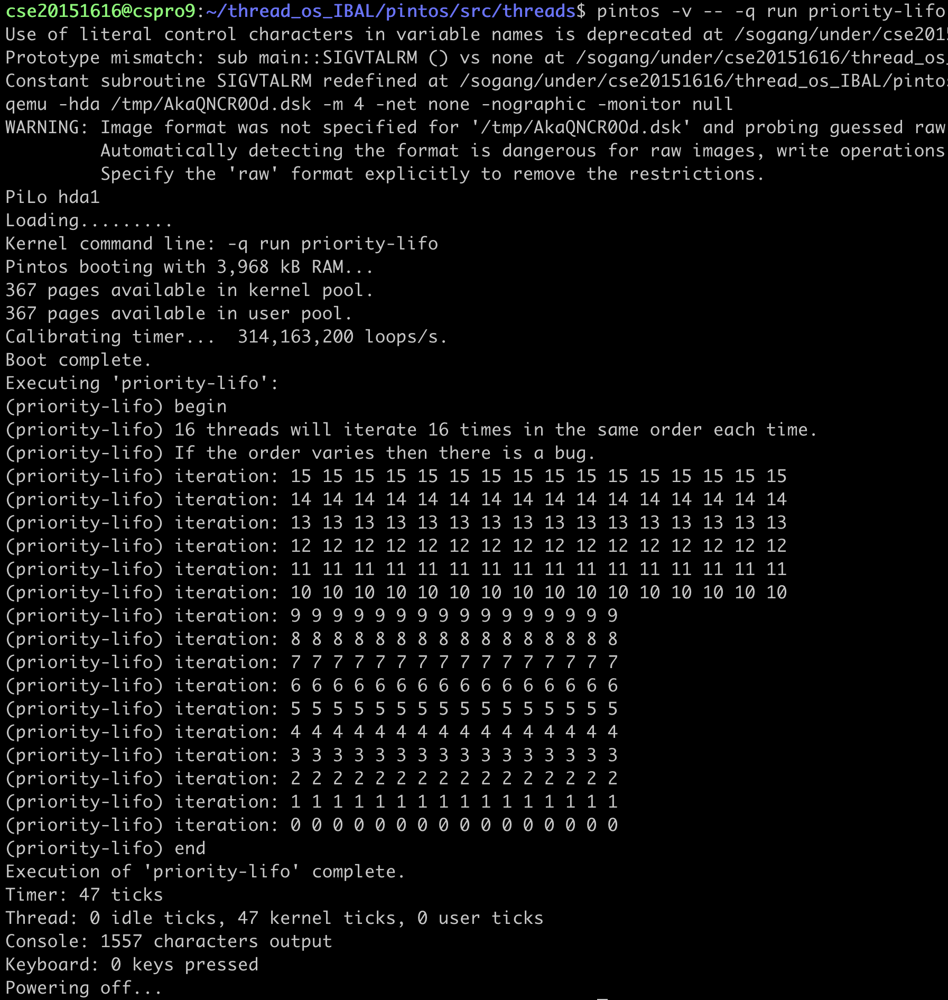 cse20151616@cspro9:~/thread_os_IBAL/pintos/src/threads$ pintos -v -- -q run priority-lifo
Use of literal control characters in variable names is deprecated at /sogang/under/cse201
Prototype mismatch: sub main::SIGVTALRM () vs none at /sogang/under/cse20151616/thread_os_
Constant subroutine SIGVTALRM redefined at /sogang/under/cse20151616/thread_os_IBAL/pinto
qemu -hda /tmp/AkaQNCR0Od.dsk -m 4 -net none -nographic -monitor null
WARNING: Image format was not specified for '/tmp/AkaQNCR0Od.dsk' and probing guessed raw
         Automatically detecting the format is dangerous for raw images, write operations
         Specify the 'raw' format explicitly to remove the restrictions.
PiLo hda1
Loading.........
Kernel command line: -q run priority-lifo
Pintos booting with 3,968 kB RAM...
367 pages available in kernel pool.
367 pages available in user pool.
Calibrating timer...  314,163,200 loops/s.
Boot complete.
Executing 'priority-lifo':
(priority-lifo) begin
(priority-lifo) 16 threads will iterate 16 times in the same order each time.
(priority-lifo) If the order varies then there is a bug.
(priority-lifo) iteration: 15 15 15 15 15 15 15 15 15 15 15 15 15 15 15 15
(priority-lifo) iteration: 14 14 14 14 14 14 14 14 14 14 14 14 14 14 14 14
(priority-lifo) iteration: 13 13 13 13 13 13 13 13 13 13 13 13 13 13 13 13
(priority-lifo) iteration: 12 12 12 12 12 12 12 12 12 12 12 12 12 12 12 12
(priority-lifo) iteration: 11 11 11 11 11 11 11 11 11 11 11 11 11 11 11 11
(priority-lifo) iteration: 10 10 10 10 10 10 10 10 10 10 10 10 10 10 10 10
(priority-lifo) iteration: 9 9 9 9 9 9 9 9 9 9 9 9 9 9 9 9
(priority-lifo) iteration: 8 8 8 8 8 8 8 8 8 8 8 8 8 8 8 8
(priority-lifo) iteration: 7 7 7 7 7 7 7 7 7 7 7 7 7 7 7 7
(priority-lifo) iteration: 6 6 6 6 6 6 6 6 6 6 6 6 6 6 6 6
(priority-lifo) iteration: 5 5 5 5 5 5 5 5 5 5 5 5 5 5 5 5
(priority-lifo) iteration: 4 4 4 4 4 4 4 4 4 4 4 4 4 4 4 4
(priority-lifo) iteration: 3 3 3 3 3 3 3 3 3 3 3 3 3 3 3 3
(priority-lifo) iteration: 2 2 2 2 2 2 2 2 2 2 2 2 2 2 2 2
(priority-lifo) iteration: 1 1 1 1 1 1 1 1 1 1 1 1 1 1 1 1
(priority-lifo) iteration: 0 0 0 0 0 0 0 0 0 0 0 0 0 0 0 0
(priority-lifo) end
Execution of 'priority-lifo' complete.
Timer: 47 ticks
Thread: 0 idle ticks, 47 kernel ticks, 0 user ticks
Console: 1557 characters output
Keyboard: 0 keys pressed
Powering off...